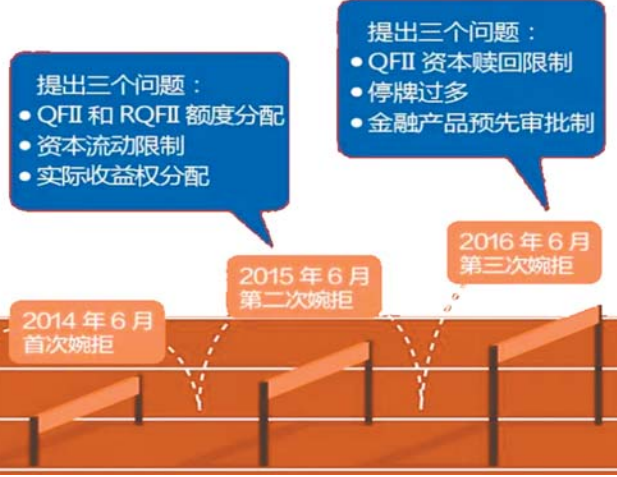 提出三个问题：
● QFII 和 RQFII 额度分配
● 资本流动限制
● 实际收益权分配
提出三个问题：
● QFII 资本赎回限制
● 停牌过多
● 金融产品预先审批制
2014 年 6 月
首次婉拒
2015 年 6 月
第二次婉拒
2016 年 6 月
第三次婉拒